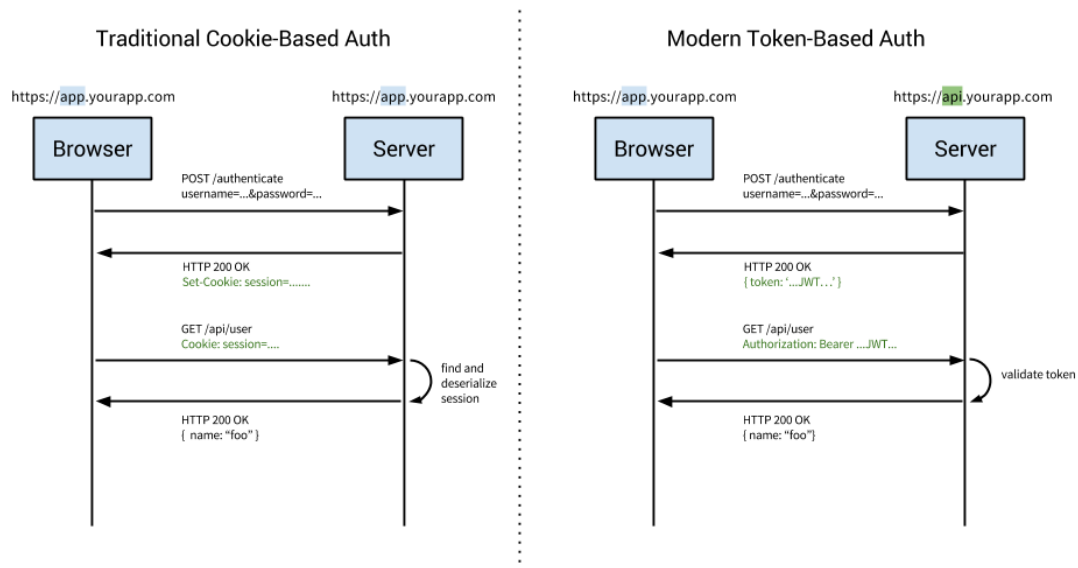 Traditional Cookie-Based Auth
https://app.yourapp.com
https://app.yourapp.com
Browser
Server
POST /authenticate
username=...&password=...
HTTP 200 OK
Set-Cookie: session=.......
GET /api/user
Cookie: session=....
find and
deserialize
session
HTTP 200 OK
{ name: “foo” }
Modern Token-Based Auth
https://app.yourapp.com
https://api.yourapp.com
Browser
Server
POST /authenticate
username=...&password=...
HTTP 200 OK
{ token: ‘...JWT...’ }
GET /api/user
Authorization: Bearer ...JWT...
validate token
HTTP 200 OK
{ name: “foo”}